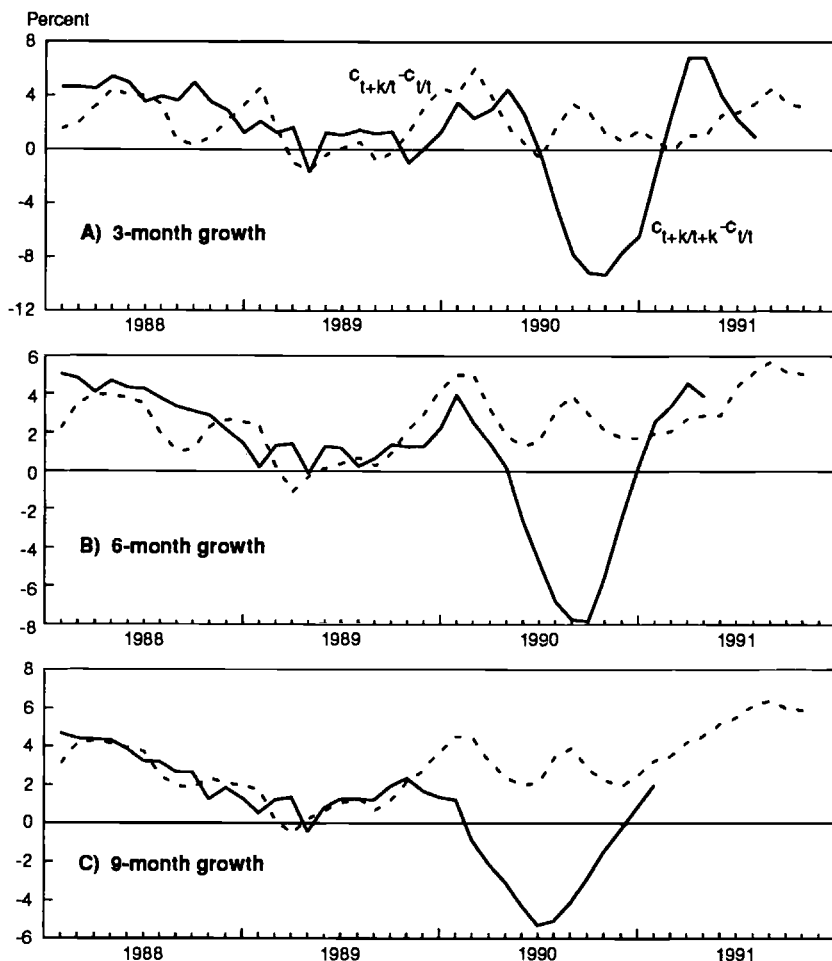 Percent
8
4
0
-4
-8
-12
c_{t+k/t}-c_{t/t}
c_{t+k/t+k}-c_{t/t}
A) 3-month growth
1988 1989 1990 1991
6
4
2
0
-2
-4
-6
-8
B) 6-month growth
1988 1989 1990 1991
8
6
4
2
0
-2
-4
-6
C) 9-month growth
1988 1989 1990 1991